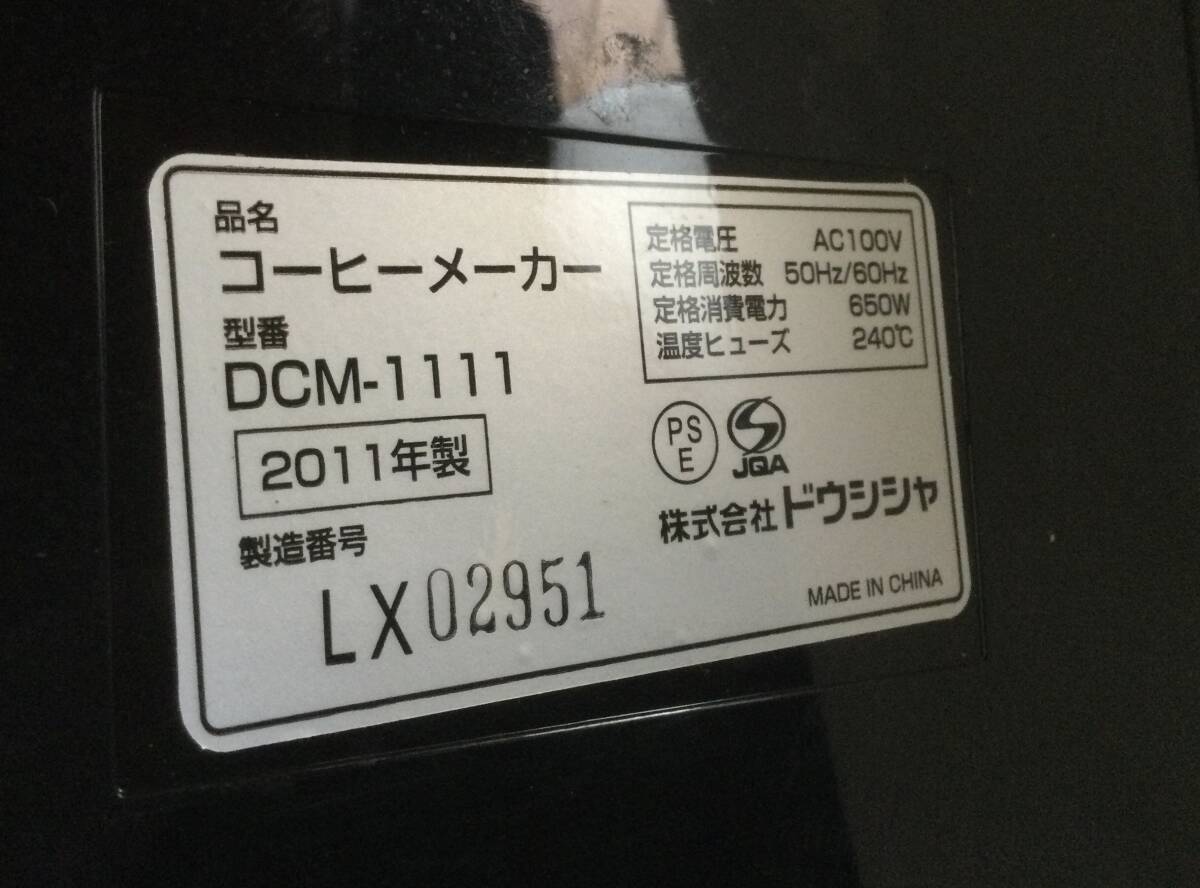 品名
コーヒーメーカー
型番
DCM-1111
2011年製
製造番号
LX02951
定格電圧 AC100V
定格周波数 50Hz/60Hz
定格消費電力 650W
温度ヒューズ 240℃
PS
E
JQA
株式会社ドウシシャ
MADE IN CHINA